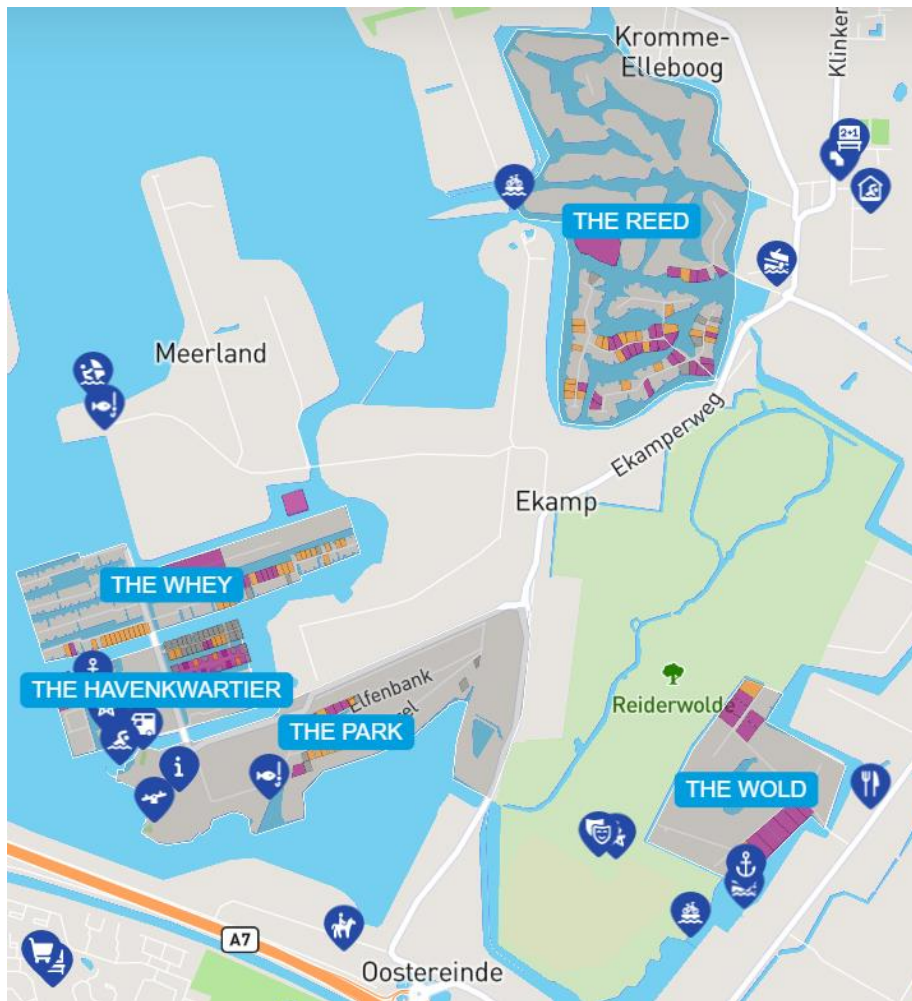 Kromme-
Elleboog
Klinker
2+1
THE REED
Meerland
Ekamperweg
Ekamp
THE WHEY
THE HAVENKWARTIER
Elfenbank
THE PARK
Reiderwolde
THE WOLD
i
A7
Oostereinde